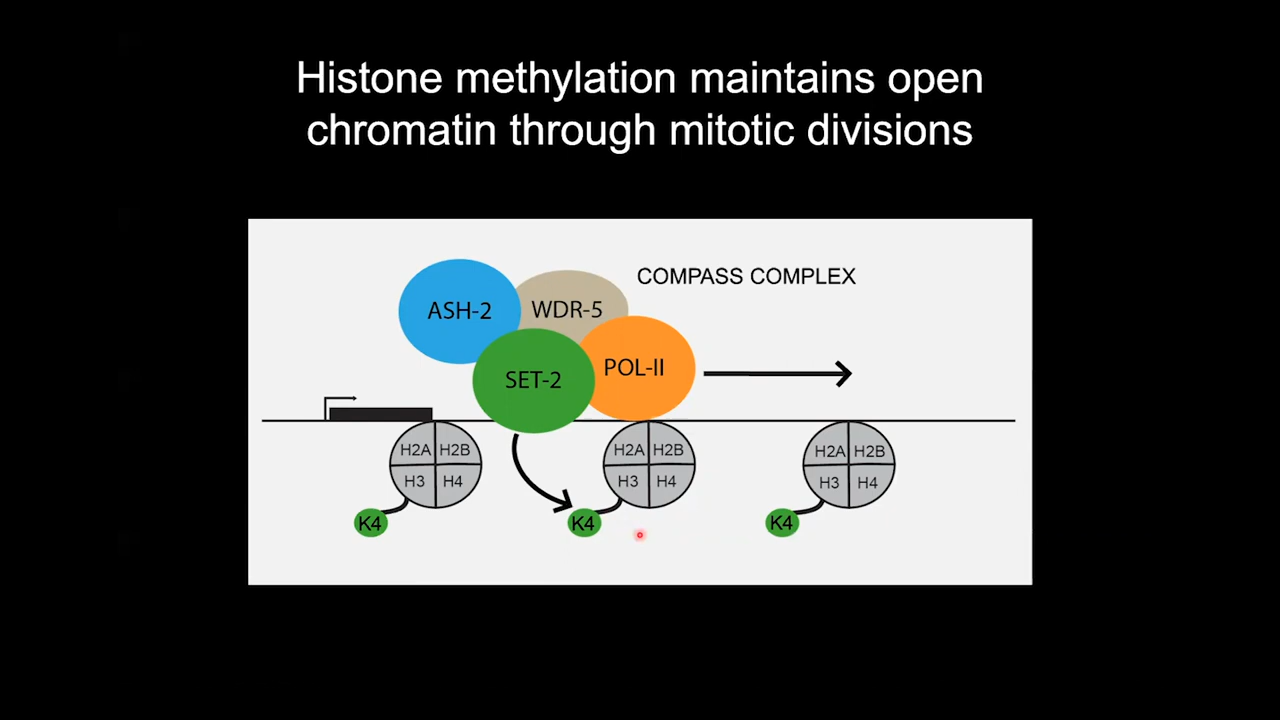 Histone methylation maintains open
chromatin through mitotic divisions
COMPASS COMPLEX
ASH-2
WDR-5
SET-2
POL-II
H2A H2B
H3 H4
K4
H2A H2B
H3 H4
K4
H2A H2B
H3 H4
K4